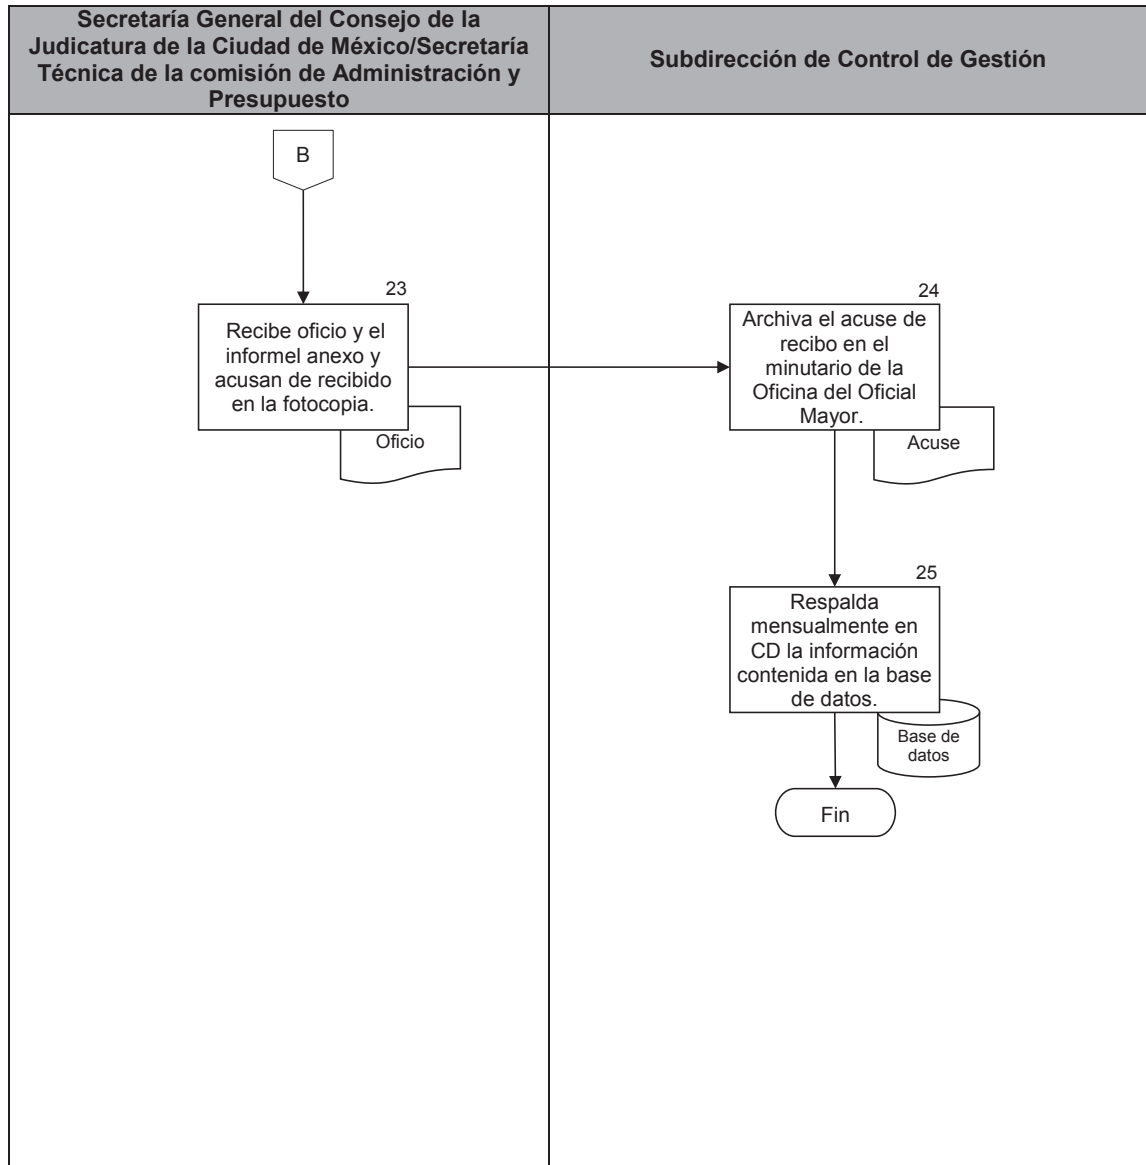 Secretaría General del Consejo de la
Judicatura de la Ciudad de México/Secretaría
Técnica de la comisión de Administración y
Presupuesto
Subdirección de Control de Gestión
B
23
Recibe oficio y el
informel anexo y
acusan de recibido
en la fotocopia.
Oficio
24
Archiva el acuse de
recibo en el
minutario de la
Oficina del Oficial
Mayor.
Acuse
25
Respalda
mensualmente en
CD la información
contenida en la base
de datos.
Base de
datos
Fin